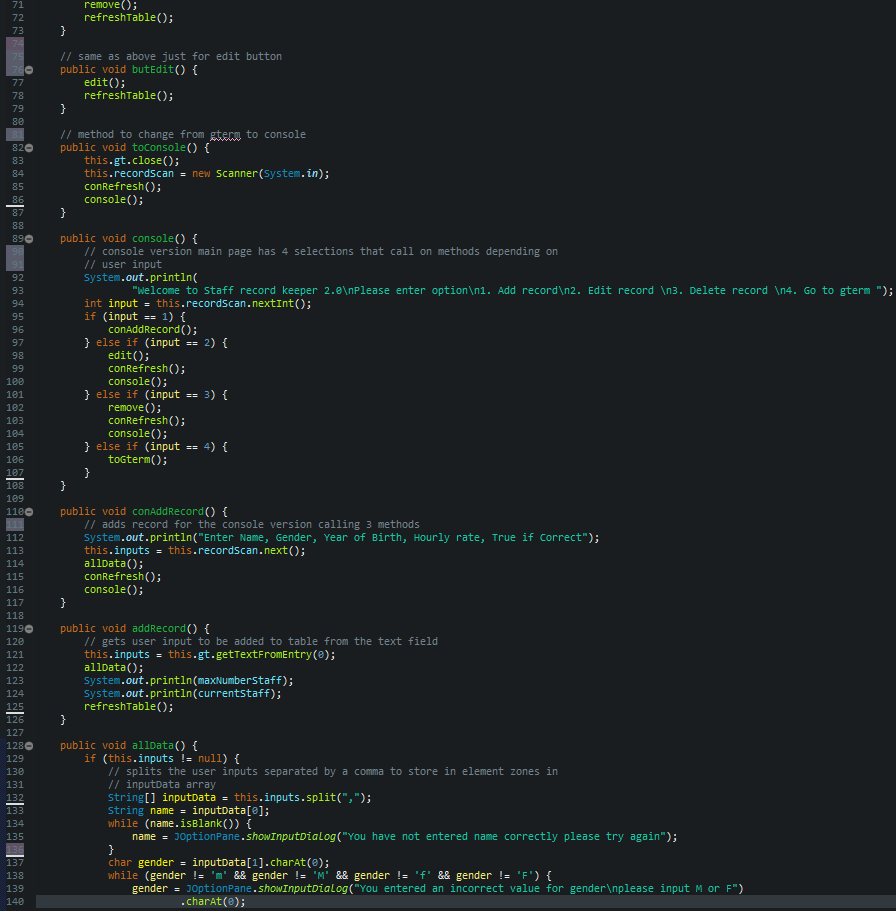 71 remove();
72 refreshTable();
73 }
74
75 // same as above just for edit button
76 public void butEdit() {
77 edit();
78 refreshTable();
79 }
80
81 // method to change from gterm to console
82 public void toConsole() {
83 this.gt.close();
84 this.recordScan = new Scanner(System.in);
85 conRefresh();
86 console();
87 }
88
89 public void console() {
90 // console version main page has 4 selections that call on methods depending on
91 // user input
92 System.out.println(
93 "Welcome to Staff record keeper 2.0\nPlease enter option\n1. Add record\n2. Edit record \n3. Delete record \n4. Go to gterm ");
94 int input = this.recordScan.nextInt();
95 if (input == 1) {
96 conAddRecord();
97 } else if (input == 2) {
98 edit();
99 conRefresh();
100 console();
101 } else if (input == 3) {
102 remove();
103 conRefresh();
104 console();
105 } else if (input == 4) {
106 toGterm();
107 }
108 }
109
110 public void conAddRecord() {
111 // adds record for the console version calling 3 methods
112 System.out.println("Enter Name, Gender, Year of Birth, Hourly rate, True if Correct");
113 this.inputs = this.recordScan.next();
114 allData();
115 conRefresh();
116 console();
117 }
118
119 public void addRecord() {
120 // gets user input to be added to table from the text field
121 this.inputs = this.gt.getTextFromEntry(0);
122 allData();
123 System.out.println(maxNumberStaff);
124 System.out.println(currentStaff);
125 refreshTable();
126 }
127
128 public void allData() {
129 if (this.inputs != null) {
130 // splits the user inputs separated by a comma to store in element zones in
131 // inputData array
132 String[] inputData = this.inputs.split(",");
133 String name = inputData[0];
134 while (name.isBlank()) {
135 name = JOptionPane.showInputDialog("You have not entered name correctly please try again");
136 }
137 char gender = inputData[1].charAt(0);
138 while (gender != 'm' && gender != 'M' && gender != 'f' && gender != 'F') {
139 gender = JOptionPane.showInputDialog("You entered an incorrect value for gender\nplease input M or F")
140 .charAt(0);